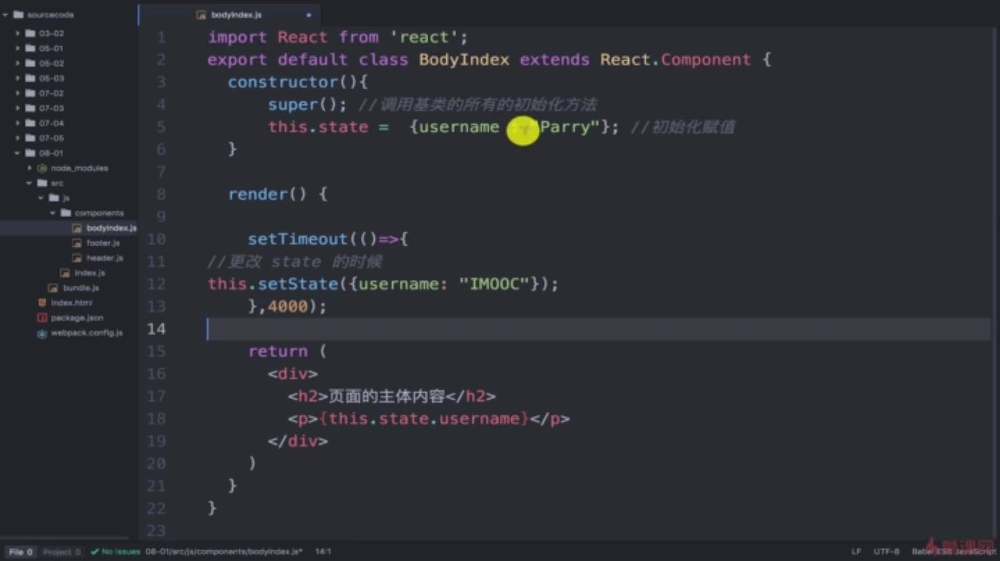 sourcecode
03-02
05-01
05-02
05-03
07-02
07-03
07-04
07-05
08-01
node_modules
src
js
components
bodyindex.js
footer.js
header.js
index.js
bundle.js
index.html
package.json
webpack.config.js
bodyindex.js
1 import React from 'react';
2 export default class BodyIndex extends React.Component {
3 constructor(){
4 super(); //调用基类的所有的初始化方法
5 this.state = {username "Parry"}; //初始化赋值
6 }
7
8 render() {
9
10 setTimeout(()=>{
11 //更改 state 的时候
12 this.setState({username: "IMOOC"});
13 },4000);
14
15 return (
16 <div>
17 <h2>页面的主体内容</h2>
18 <p>{this.state.username}</p>
19 </div>
20 )
21 }
22 }
23
File 0 Project 0 No Issues 08-01/src/js/components/bodyindex.js* 14:1 LF UTF-8 Babel ES6 JavaScript
慕课网